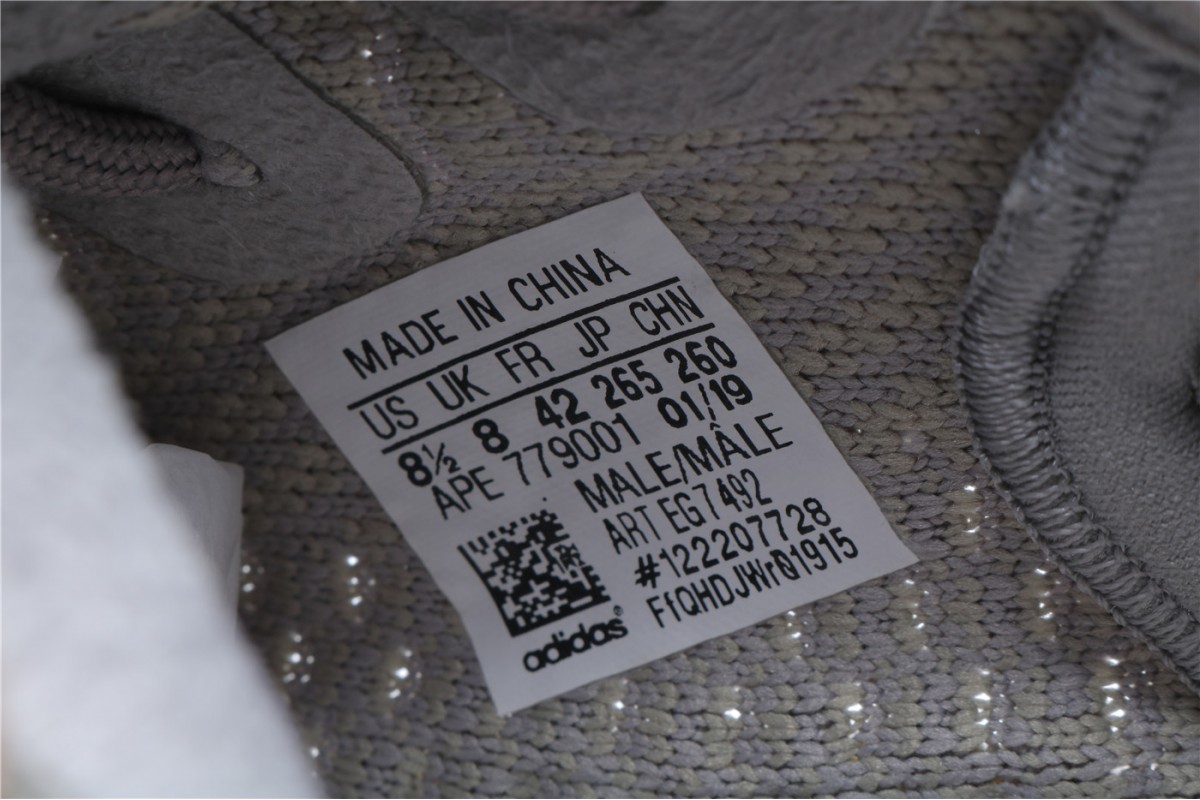 MADE IN CHINA
US UK FR JP CHN
8½ 8 42 265 260
APE 779001 01/19
MALE/MÂLE
ART EG7492
#122207728
FfQHDJWr01915
adidas®